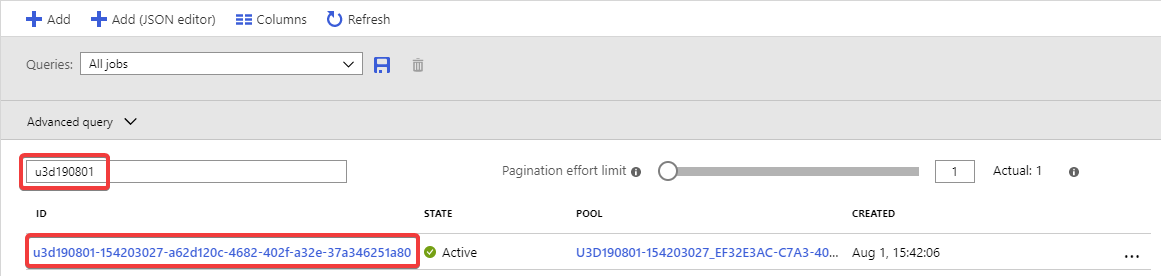 Add Add (JSON editor) Columns Refresh
Queries: All jobs
Advanced query
u3d190801 Pagination effort limit 1 Actual: 1
ID STATE POOL CREATED
u3d190801-154203027-a62d120c-4682-402f-a32e-37a346251a80 Active U3D190801-154203027_EF32E3AC-C7A3-40... Aug 1, 15:42:06 ...